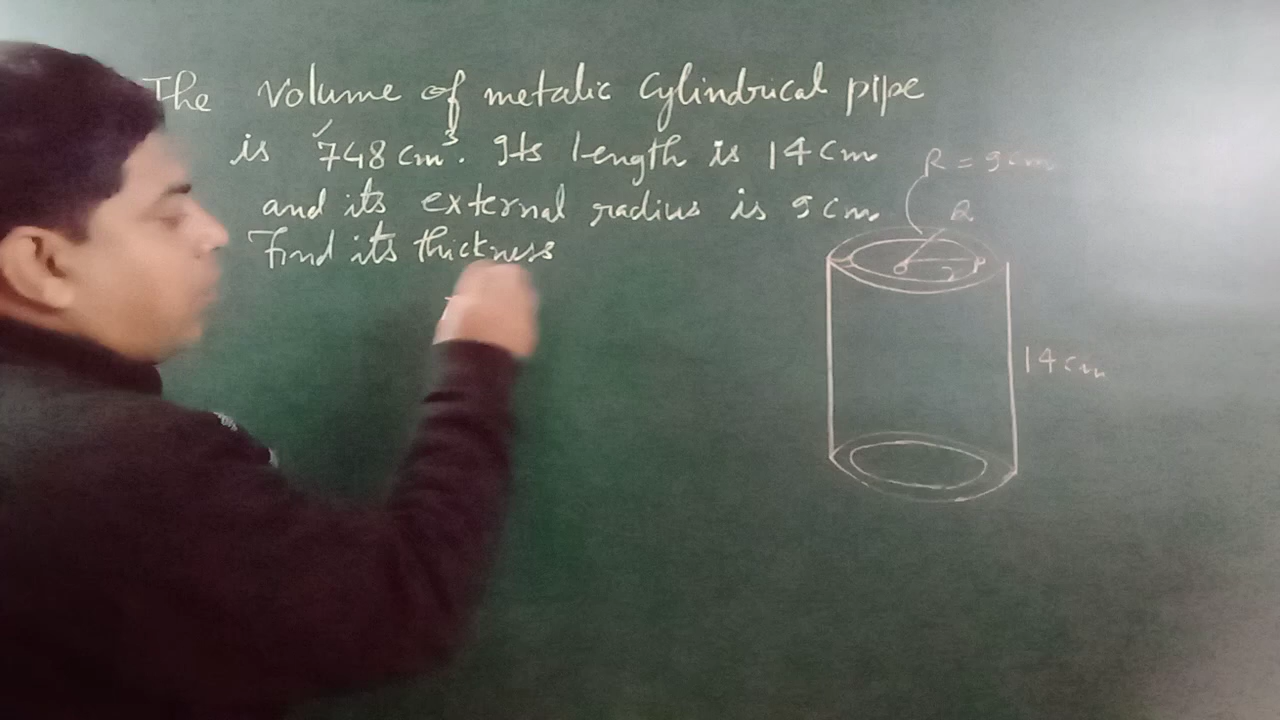 The volume of metalic cylindrical pipe
is 748 cm³. Its length is 14 cm
and its external radius is 9 cm
Find its thickness
R = 9 cm
R
r
14 cm